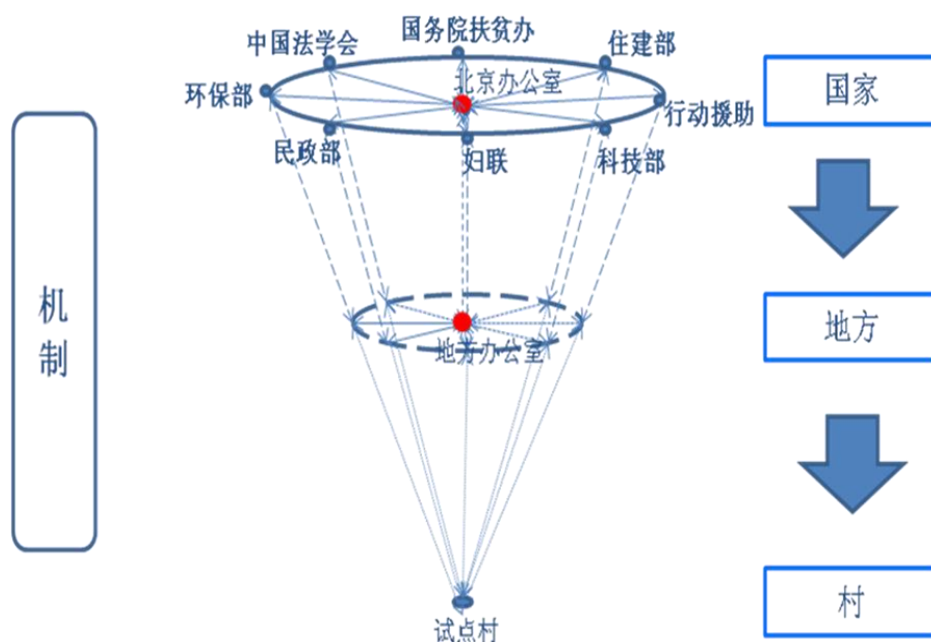 国务院扶贫办
中国法学会
住建部
北京办公室
环保部
行动援助
民政部
妇联
科技部
国家
机制
地方
地方办公室
村
试点村